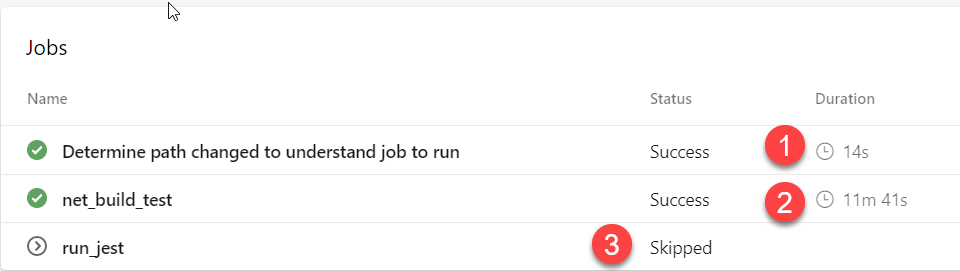 Jobs
Name Status Duration
Determine path changed to understand job to run Success 1 14s
net_build_test Success 2 11m 41s
run_jest 3 Skipped